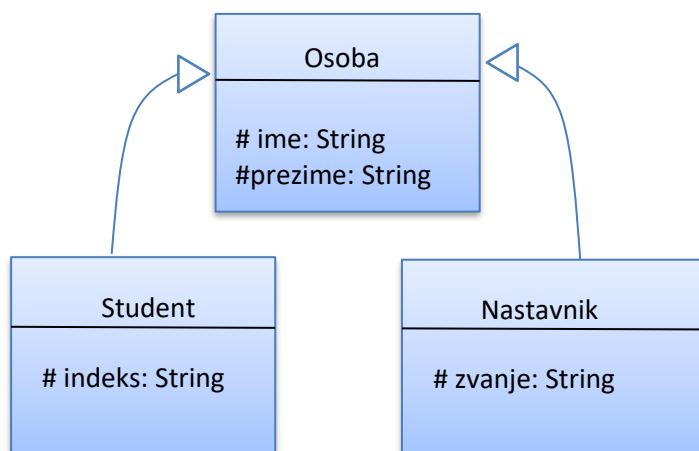 Osoba
# ime: String
#prezime: String
Student
# indeks: String
Nastavnik
# zvanje: String